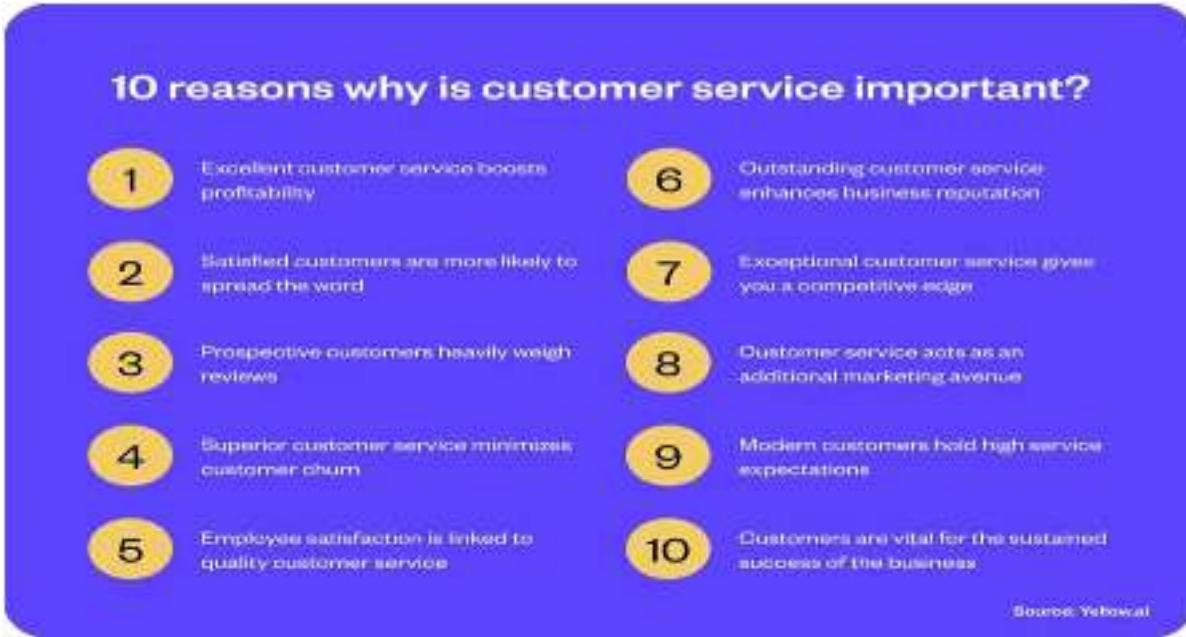 10 reasons why is customer service important?
1
Excellent customer service boosts
profitability
2
Satisfied customers are more likely to
spread the word
3
Prospective customers heavily weigh
reviews
4
Superior customer service minimizes
customer churn
5
Employee satisfaction is linked to
quality customer service
6
Outstanding customer service
enhances business reputation
7
Exceptional customer service gives
you a competitive edge
8
Customer service acts as an
additional marketing avenue
9
Modern customers hold high service
expectations
10
Customers are vital for the sustained
success of the business
Source: Yellow.ai